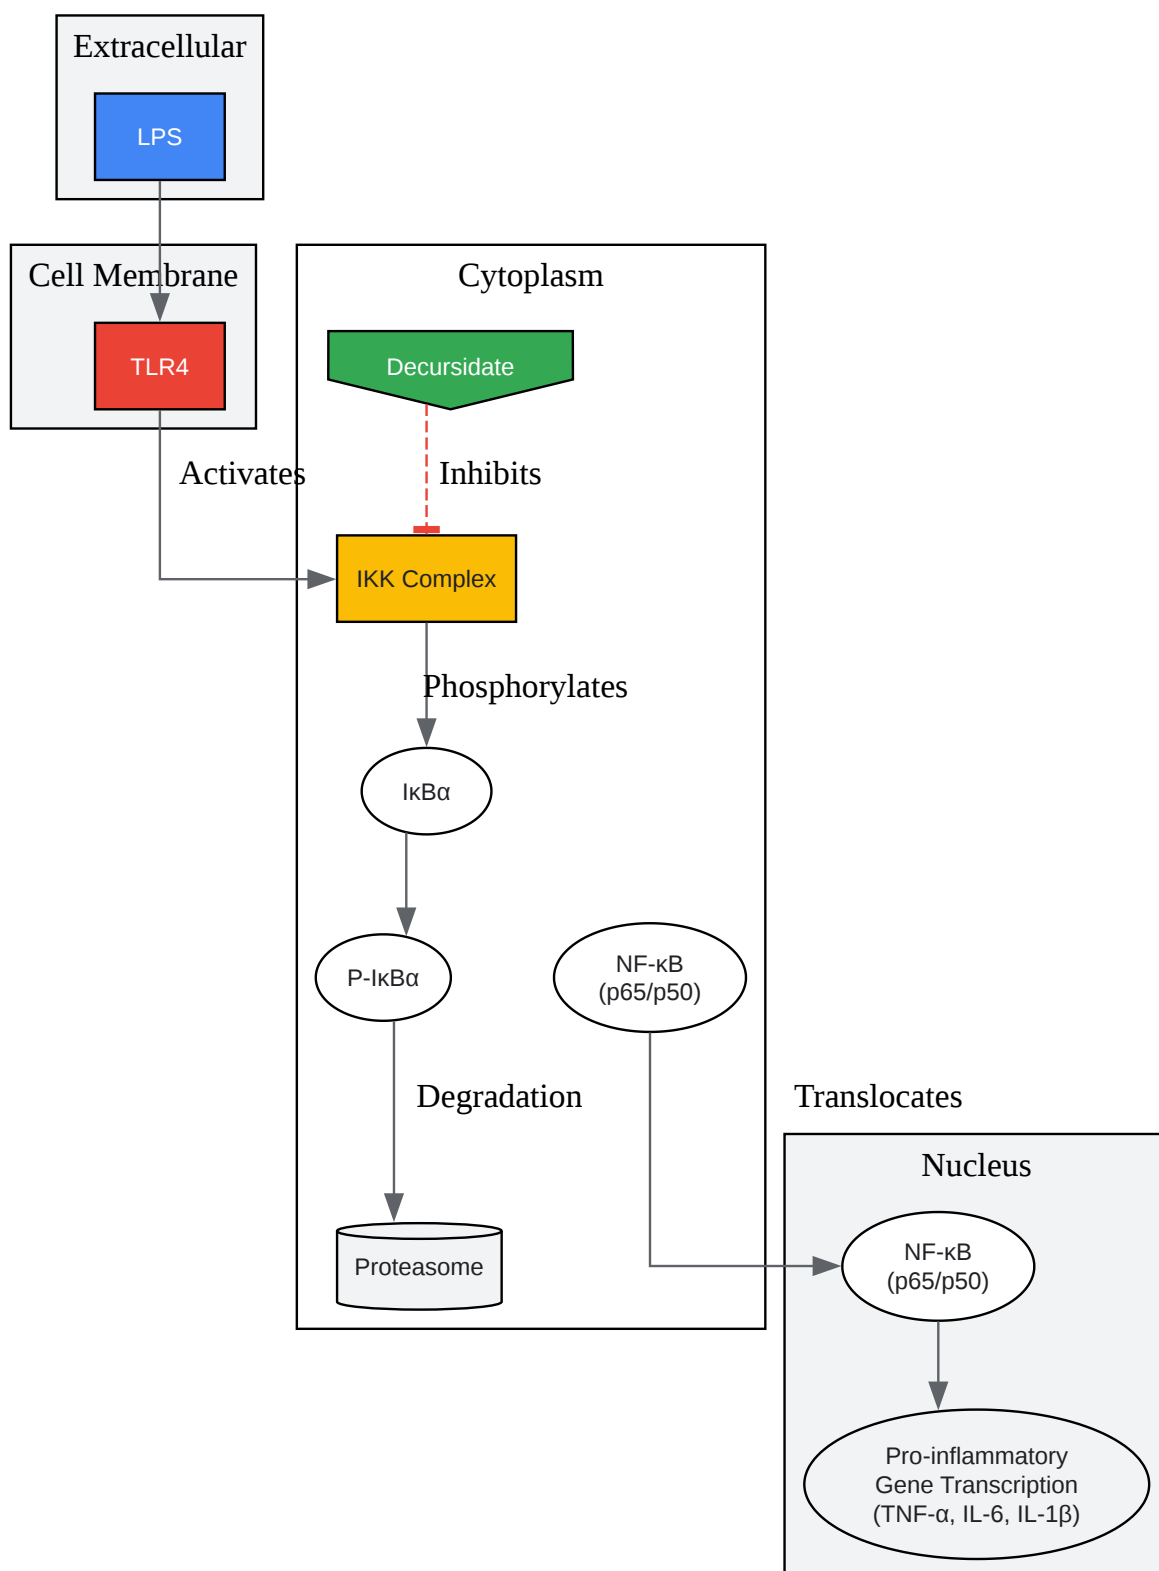 Extracellular
LPS
Cell Membrane
TLR4
Cytoplasm
Decursidate
Activates
Inhibits
IKK Complex
Phosphorylates
IκBα
P-IκBα
NF-κB
(p65/p50)
Degradation
Translocates
Proteasome
Nucleus
NF-κB
(p65/p50)
Pro-inflammatory
Gene Transcription
(TNF-α, IL-6, IL-1β)